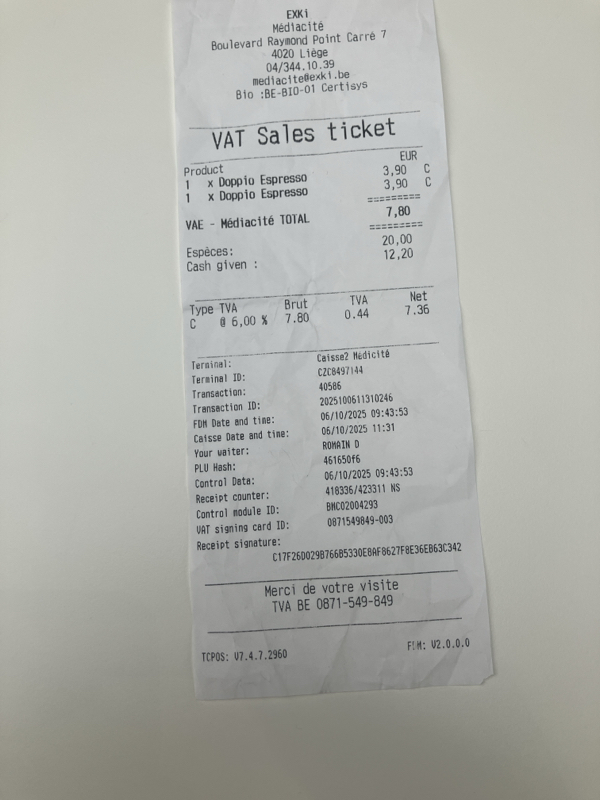 EXKi
Médiacité
Boulevard Raymond Point Carré 7
4020 Liège
04/344.10.39
mediacite@exki.be
Bio :BE-BIO-01 Certisys
VAT Sales ticket
Product EUR
1 x Doppio Espresso 3,90 C
1 x Doppio Espresso 3,90 C
=========
VAE - Médiacité TOTAL 7,80
=========
Espèces: 20,00
Cash given : 12,20
Type TVA Brut TVA Net
C @ 6,00 % 7.80 0.44 7.36
Terminal: Caisse2 Médicité
Terminal ID: CZC8497144
Transaction: 40586
Transaction ID: 2025100611310246
FDM Date and time: 06/10/2025 09:43:53
Caisse Date and time: 06/10/2025 11:31
Your waiter: ROMAIN D
PLU Hash: 461650f6
Control Data: 06/10/2025 09:43:53
Receipt counter: 418336/423311 NS
Control module ID: BMC02004293
VAT signing card ID: 0871549849-003
Receipt signature:
C17F26D029B766B5330E8AF8627F8E36EB63C342
Merci de votre visite
TVA BE 0871-549-849
TCPOS: V7.4.7.2960 FDM: V2.0.0.0